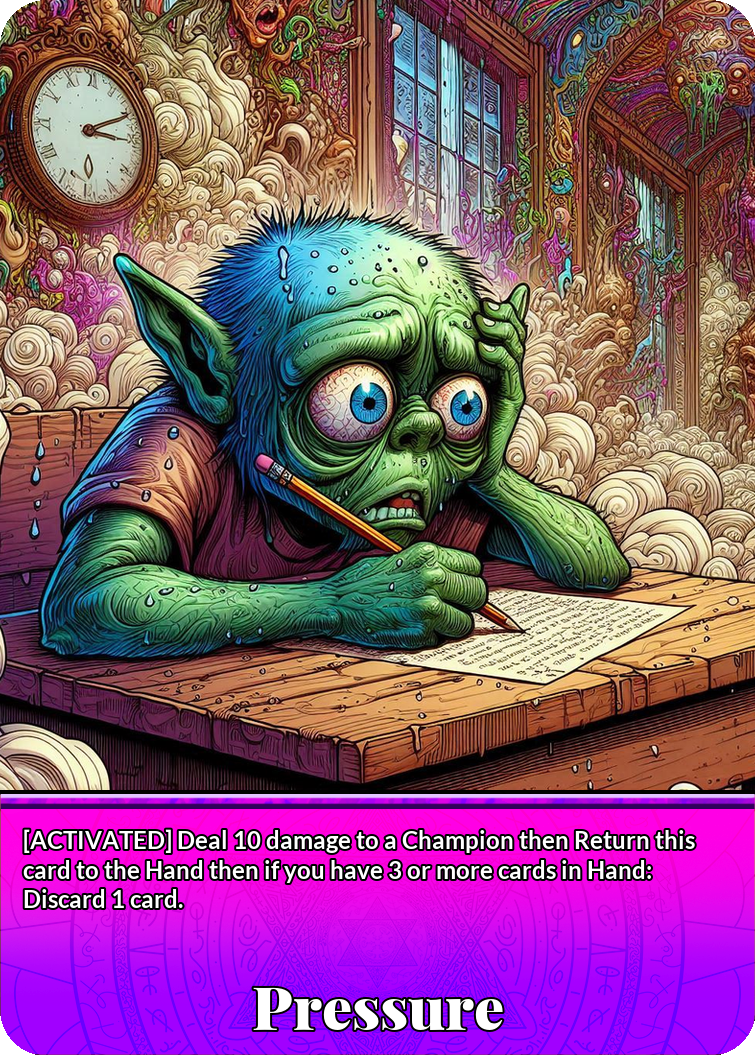 [ACTIVATED] Deal 10 damage to a Champion then Return this
card to the Hand then if you have 3 or more cards in Hand:
Discard 1 card.
Pressure